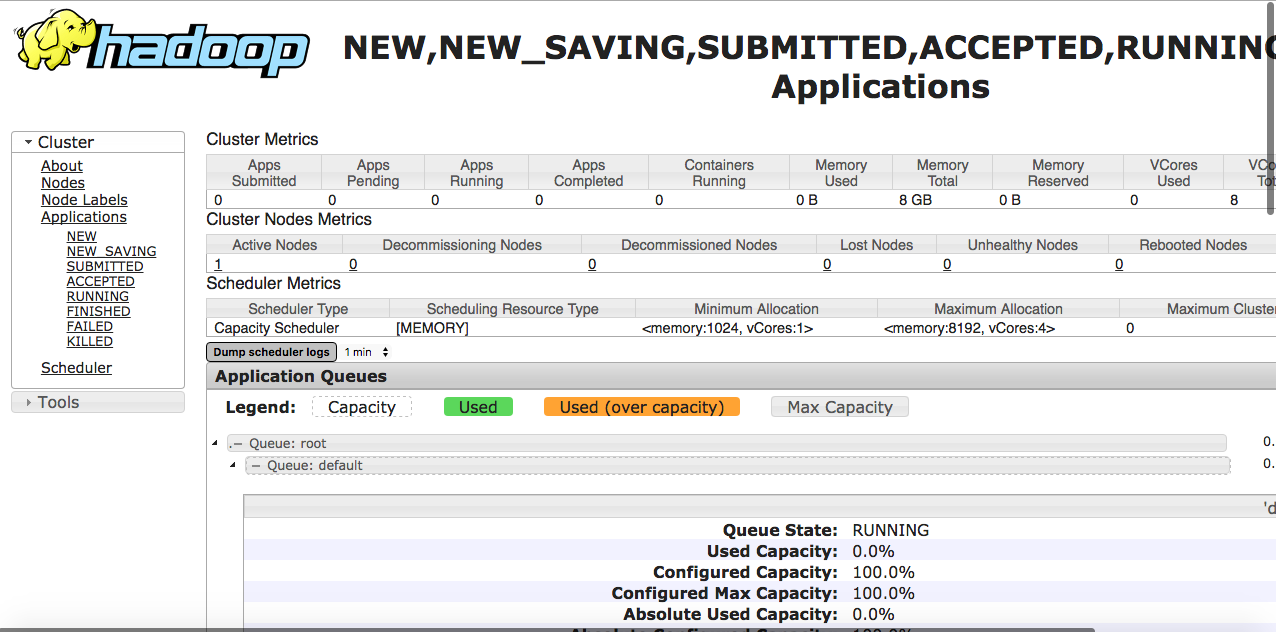 hadoop
NEW,NEW_SAVING,SUBMITTED,ACCEPTED,RUNNING
Applications
Cluster
About
Nodes
Node Labels
Applications
NEW
NEW_SAVING
SUBMITTED
ACCEPTED
RUNNING
FINISHED
FAILED
KILLED
Scheduler
Tools
Cluster Metrics
Apps Submitted Apps Pending Apps Running Apps Completed Containers Running Memory Used Memory Total Memory Reserved VCores Used
0 0 0 0 0 0 B 8 GB 0 B 0 8
Cluster Nodes Metrics
Active Nodes Decommissioning Nodes Decommissioned Nodes Lost Nodes Unhealthy Nodes Rebooted Nodes
1 0 0 0 0 0
Scheduler Metrics
Scheduler Type Scheduling Resource Type Minimum Allocation Maximum Allocation Maximum Cluster
Capacity Scheduler [MEMORY] <memory:1024, vCores:1> <memory:8192, vCores:4> 0
Dump scheduler logs 1 min
Application Queues
Legend: Capacity Used Used (over capacity) Max Capacity
Queue: root 0.
Queue: default 0.
'd
Queue State: RUNNING
Used Capacity: 0.0%
Configured Capacity: 100.0%
Configured Max Capacity: 100.0%
Absolute Used Capacity: 0.0%